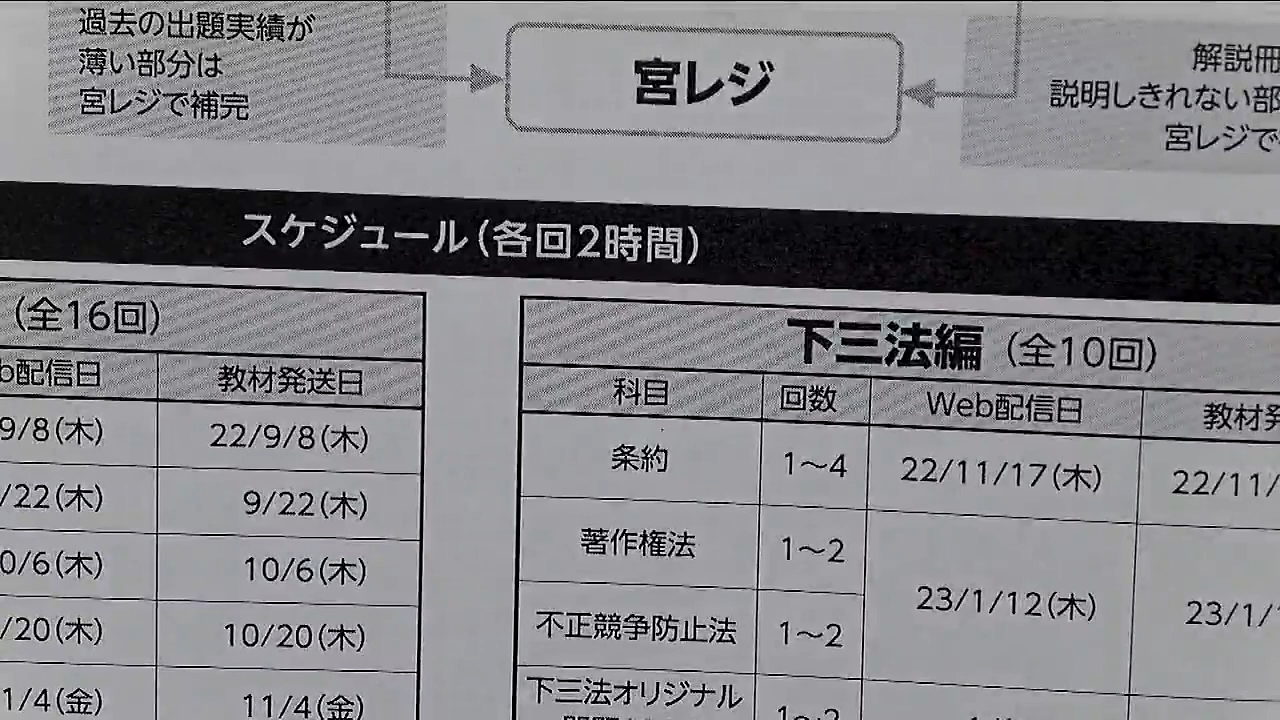 過去の出題実績が
薄い部分は
宮レジで補完
宮レジ
解説冊
説明しきれない部
宮レジで
スケジュール（各回2時間）
（全16回）
b配信日 教材発送日
9/8（木） 22/9/8（木）
/22（木） 9/22（木）
0/6（木） 10/6（木）
/20（木） 10/20（木）
1/4（金） 11/4（金）
下三法編（全10回）
科目 回数 Web配信日 教材発
条約 1～4 22/11/17（木） 22/11/
著作権法 1～2 23/1/12（木） 23/1/
不正競争防止法 1～2
下三法オリジナル